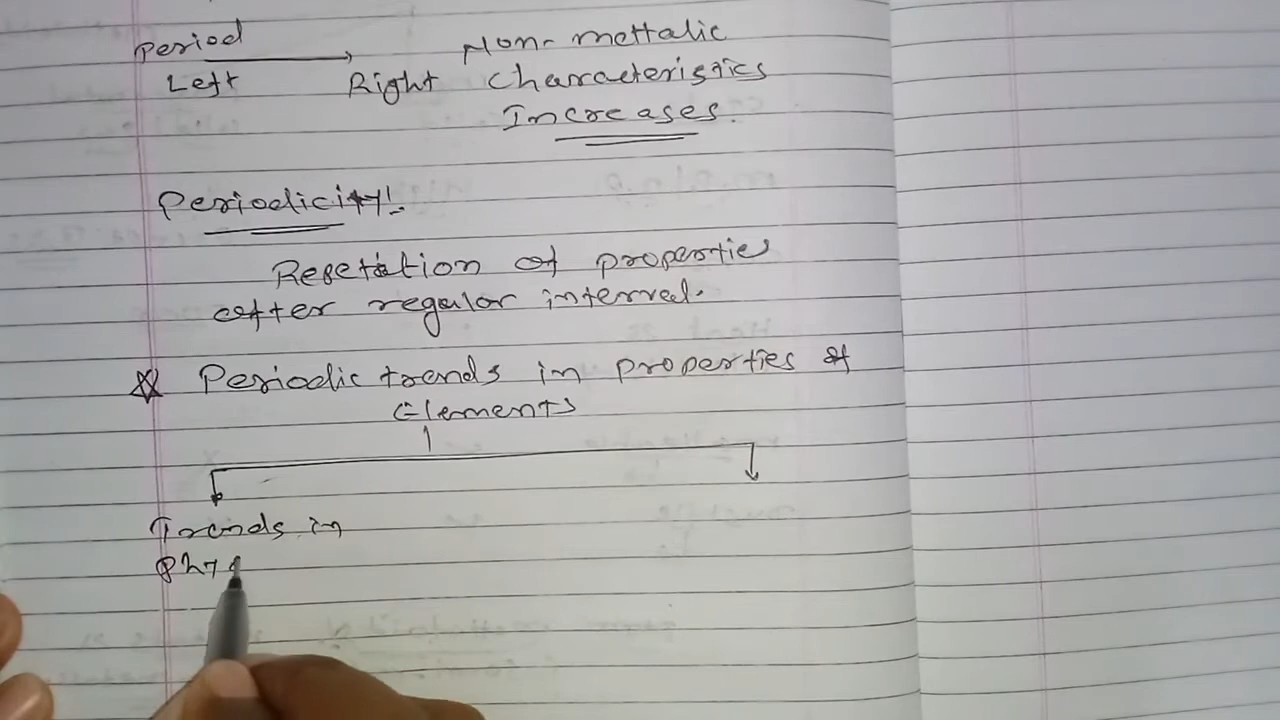 Period
Non-mettalic
Left Right Characteristics
Increases.
Periodicity!-
Repetation of propertie
after regular interval.
Periodic trends in properties of
Elements
Trends in
Phy